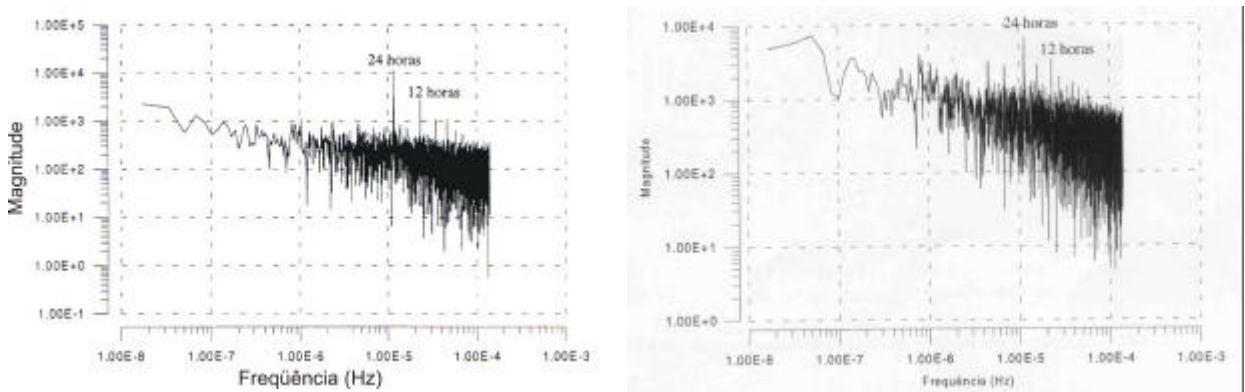 1.00E+5
1.00E+4
1.00E+3
1.00E+2
1.00E+1
1.00E+0
1.00E-1
Magnitude
24 horas
12 horas
1.00E-8 1.00E-7 1.00E-6 1.00E-5 1.00E-4 1.00E-3
Freqüência (Hz)
1.00E+4
1.00E+3
1.00E+2
1.00E+1
1.00E+0
Magnitude
24 horas
12 horas
1.00E-8 1.00E-7 1.00E-6 1.00E-5 1.00E-4 1.00E-3
Frequência (Hz)